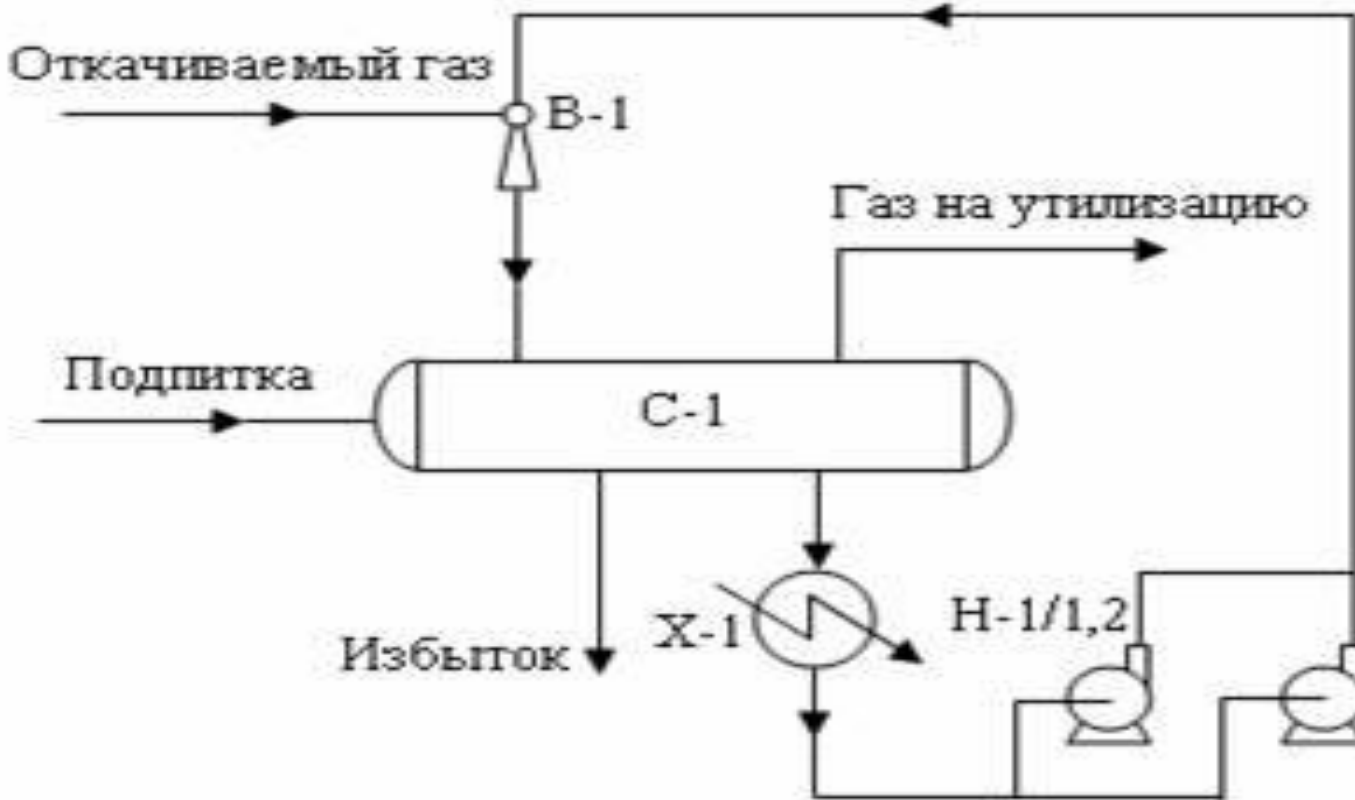 Откачиваемый газ
В-1
Газ на утилизацию
Подпитка
С-1
Н-1/1,2
Х-1
Избыток